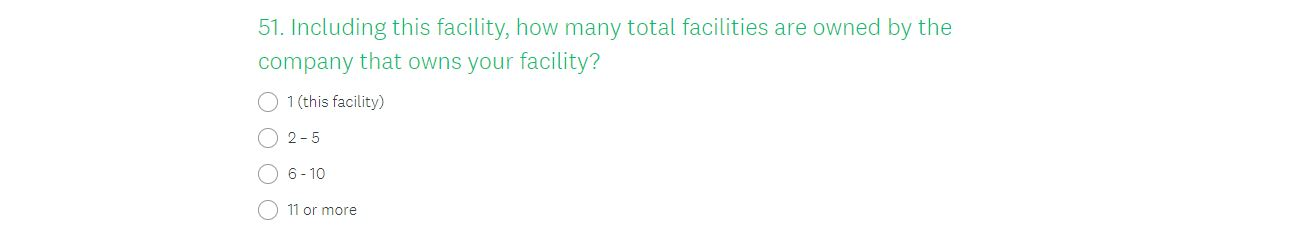 51. Including this facility, how many total facilities are owned by the
company that owns your facility?
1 (this facility)
2 – 5
6 - 10
11 or more